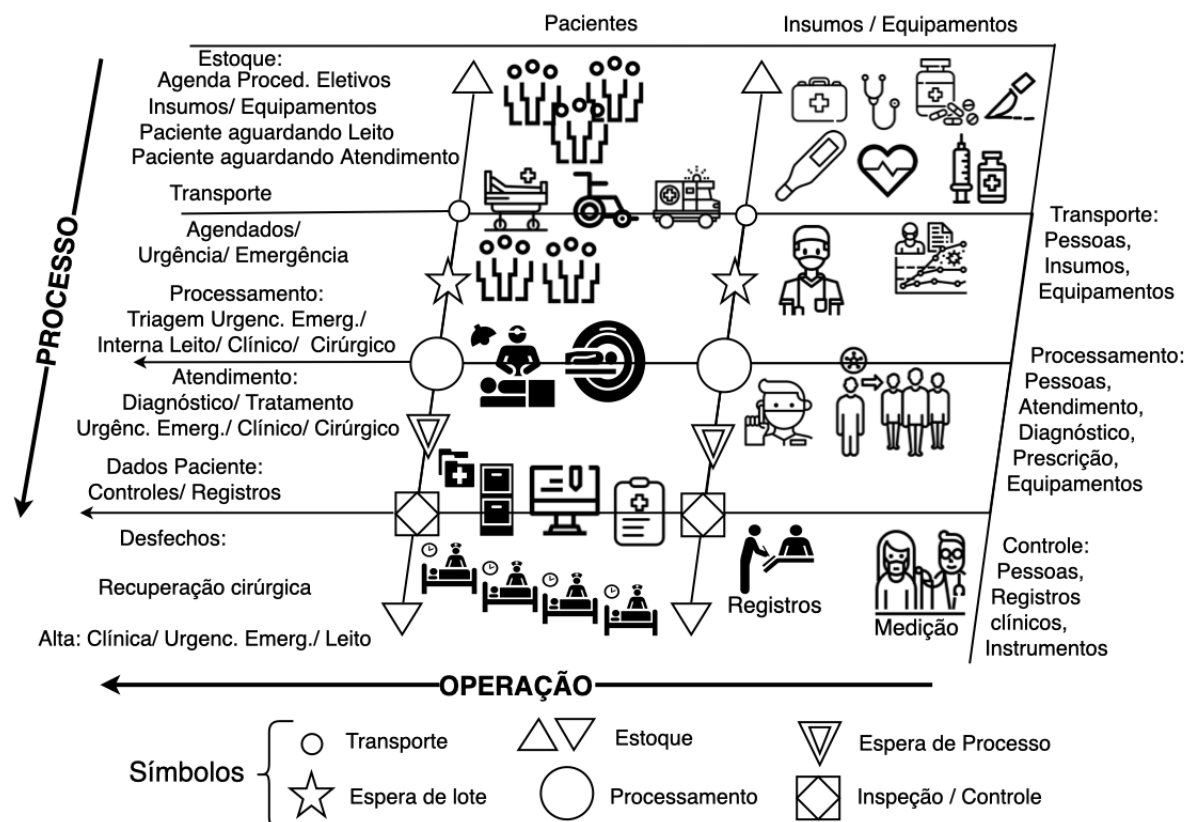 Pacientes
Insumos / Equipamentos
PROCESSO
Estoque:
Agenda Proced. Eletivos
Insumos/ Equipamentos
Paciente aguardando Leito
Paciente aguardando Atendimento
Transporte
Agendados/
Urgência/ Emergência
Processamento:
Triagem Urgenc. Emerg./
Interna Leito/ Clínico/ Cirúrgico
Atendimento:
Diagnóstico/ Tratamento
Urgênc. Emerg./ Clínico/ Cirúrgico
Dados Paciente:
Controles/ Registros
Desfechos:
Recuperação cirúrgica
Alta: Clínica/ Urgenc. Emerg./ Leito
Registros
Medição
Transporte:
Pessoas,
Insumos,
Equipamentos
Processamento:
Pessoas,
Atendimento,
Diagnóstico,
Prescrição,
Equipamentos
Controle:
Pessoas,
Registros
clínicos,
Instrumentos
OPERAÇÃO
Símbolos
Transporte
Estoque
Espera de Processo
Espera de lote
Processamento
Inspeção / Controle